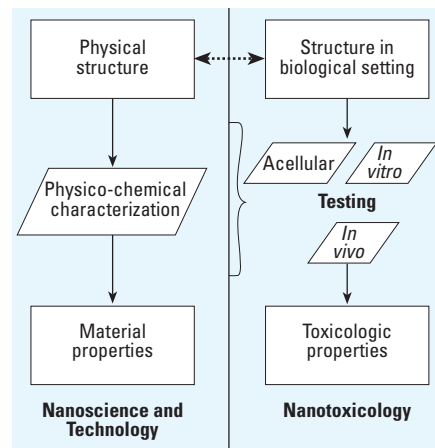 Physical
structure
Structure in
biological setting
Physico-chemical
characterization
Acellular
In
vitro
Testing
In
vivo
Material
properties
Toxicologic
properties
Nanoscience and
Technology
Nanotoxicology